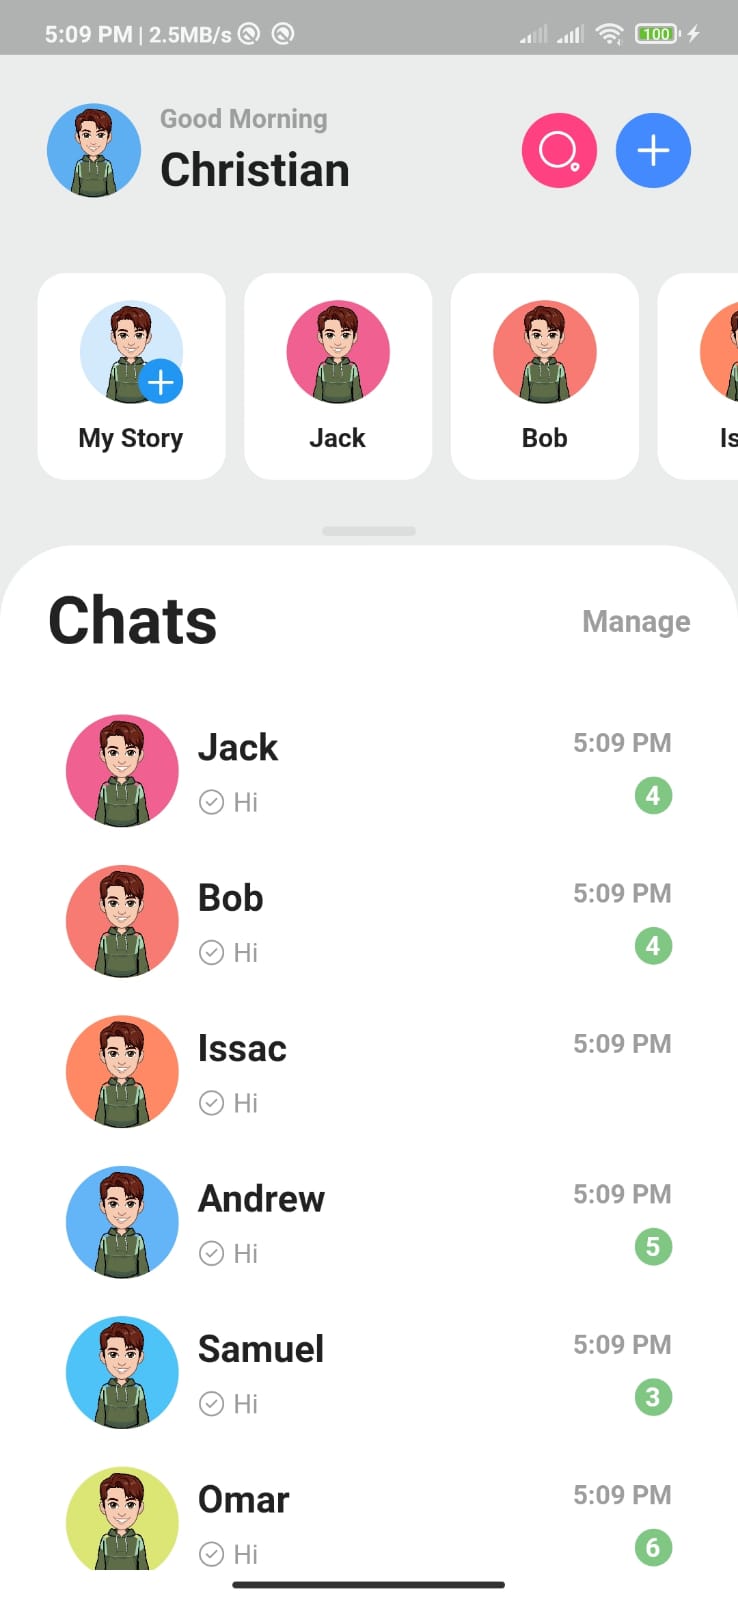 5:09 PM | 2.5MB/s
100
Good Morning
Christian
My Story
Jack
Bob
Is
Chats
Manage
Jack
5:09 PM
Hi
4
Bob
5:09 PM
Hi
4
Issac
5:09 PM
Hi
Andrew
5:09 PM
Hi
5
Samuel
5:09 PM
Hi
3
Omar
5:09 PM
Hi
6